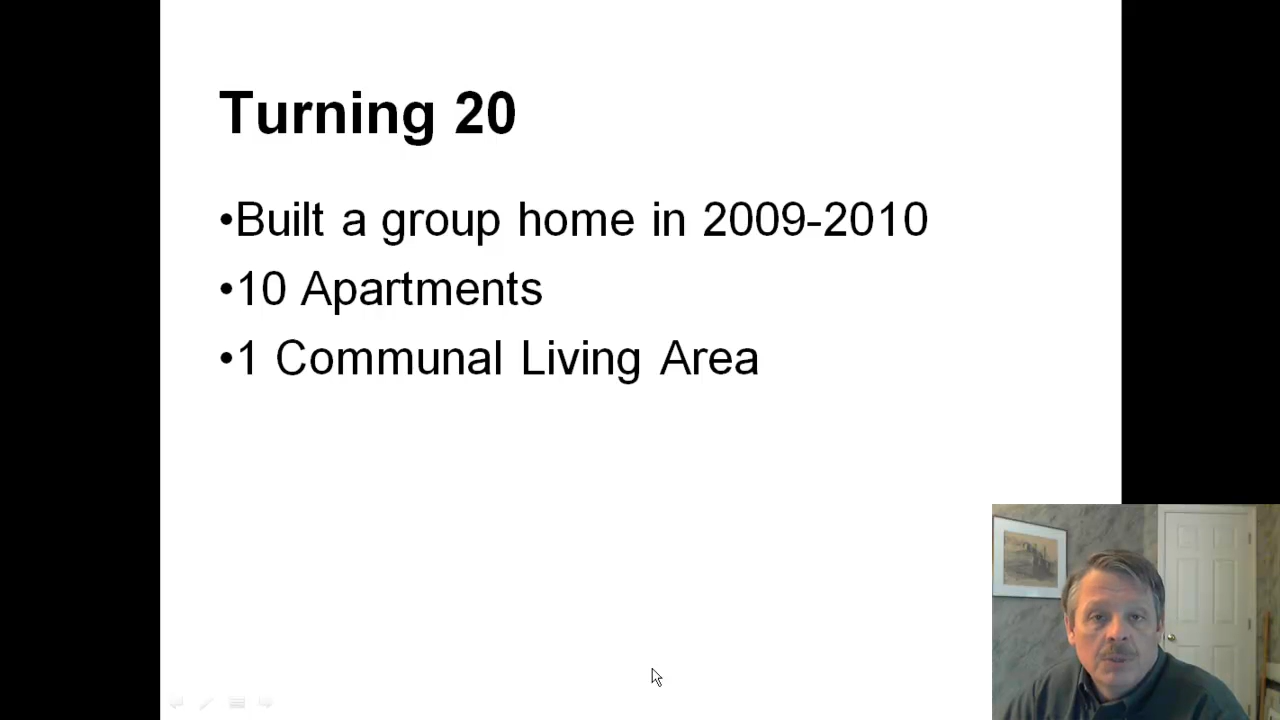 Turning 20
•Built a group home in 2009-2010
•10 Apartments
•1 Communal Living Area